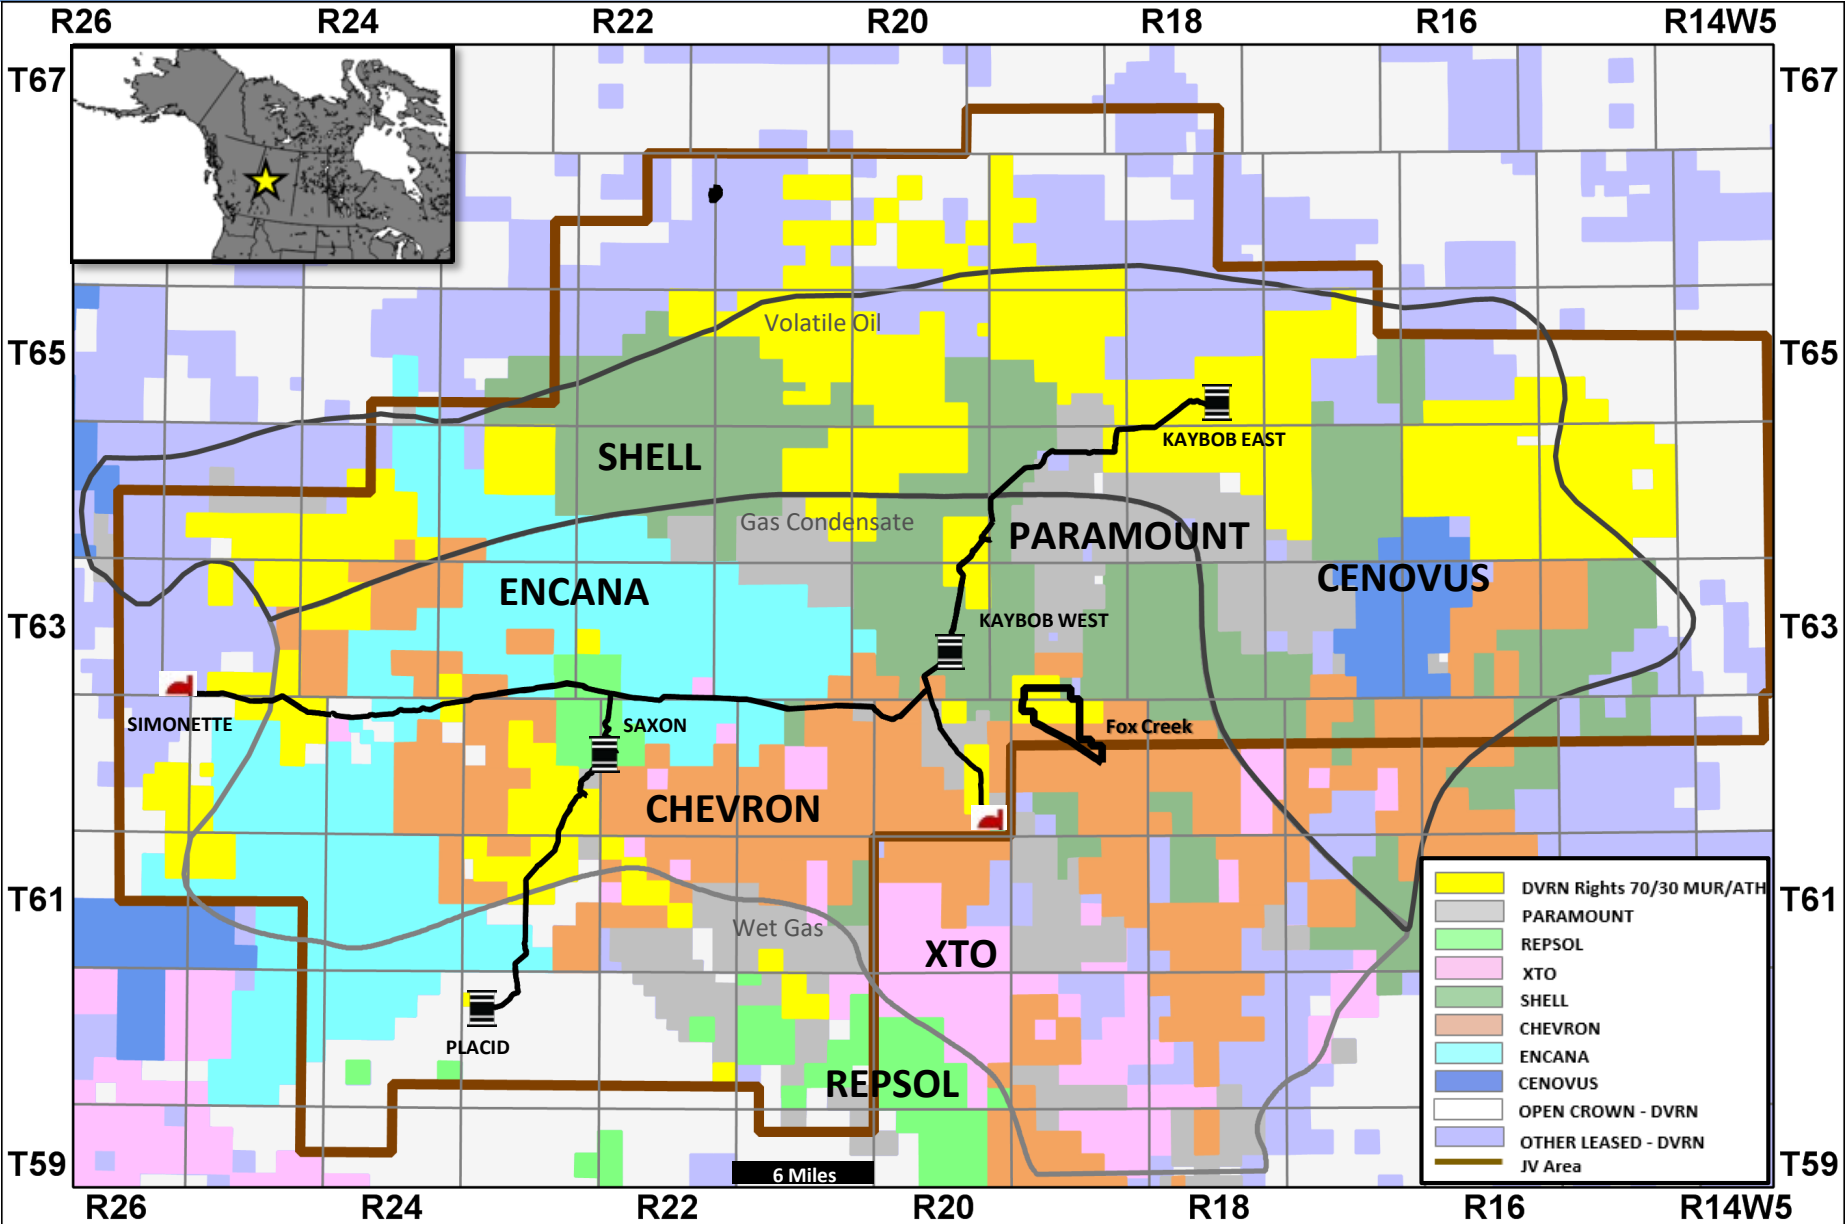 R26 R24 R22 R20 R18 R16 R14W5
T67 T67
Volatile Oil
T65 T65
KAYBOB EAST
SHELL
Gas Condensate
PARAMOUNT
CENOVUS
ENCANA
KAYBOB WEST
T63 T63
SIMONETTE
SAXON
Fox Creek
CHEVRON
DVRN Rights 70/30 MUR/ATH
T61 T61
PARAMOUNT
Wet Gas
REPSOL
XTO
XTO
SHELL
CHEVRON
PLACID
ENCANA
REPSOL
CENOVUS
OPEN CROWN - DVRN
OTHER LEASED - DVRN
JV Area
T59 T59
6 Miles
R26 R24 R22 R20 R18 R16 R14W5